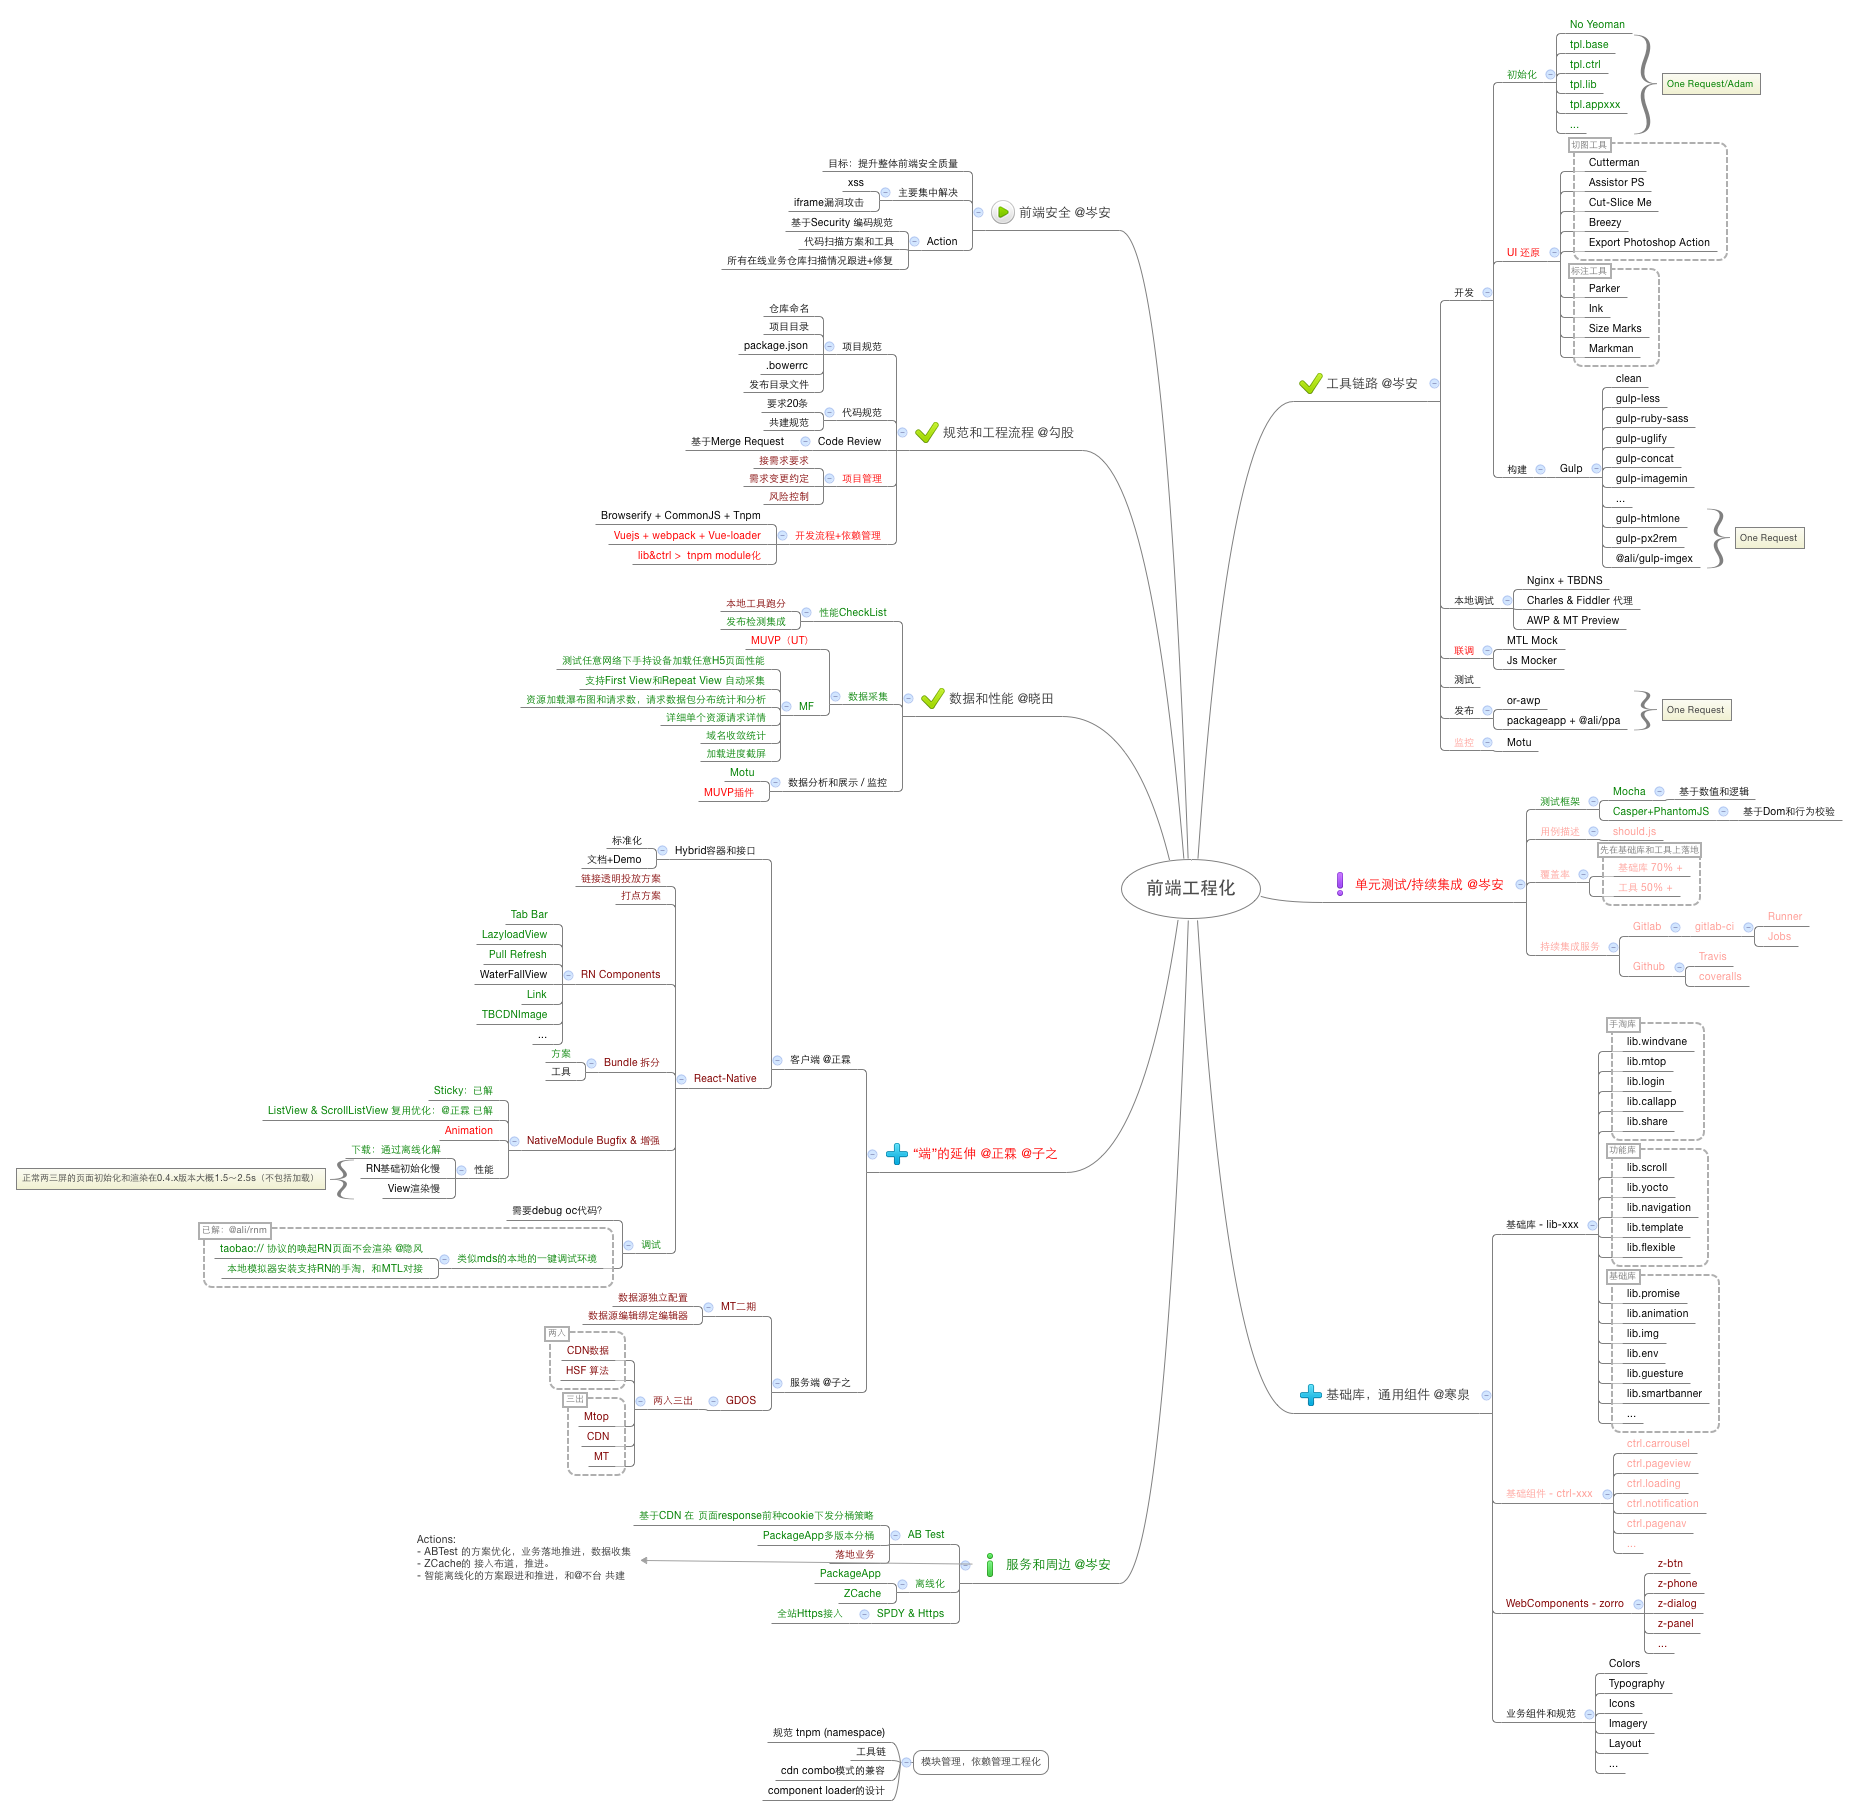 前端工程化
工具链路 @岑安
开发
初始化
No Yeoman
tpl.base
tpl.ctrl
tpl.lib
tpl.appxxx
...
One Request/Adam
UI 还原
切图工具
Cutterman
Assistor PS
Cut-Slice Me
Breezy
Export Photoshop Action
标注工具
Parker
Ink
Size Marks
Markman
构建
Gulp
clean
gulp-less
gulp-ruby-sass
gulp-uglify
gulp-concat
gulp-imagemin
...
gulp-htmlone
gulp-px2rem
@ali/gulp-imgex
One Request
本地调试
Nginx + TBDNS
Charles & Fiddler 代理
AWP & MT Preview
联调
MTL Mock
Js Mocker
测试
发布
or-awp
packageapp + @ali/ppa
One Request
监控
Motu
单元测试/持续集成 @岑安
测试框架
Mocha
基于数值和逻辑
Casper+PhantomJS
基于Dom和行为校验
用例描述
should.js
覆盖率
先在基础库和工具上落地
基础库 70% +
工具 50% +
持续集成服务
Gitlab
gitlab-ci
Runner
Jobs
Github
Travis
coveralls
基础库，通用组件 @寒泉
基础库 - lib-xxx
手淘库
lib.windvane
lib.mtop
lib.login
lib.callapp
lib.share
功能库
lib.scroll
lib.yocto
lib.navigation
lib.template
lib.flexible
基础库
lib.promise
lib.animation
lib.img
lib.env
lib.guesture
lib.smartbanner
...
基础组件 - ctrl-xxx
ctrl.carrousel
ctrl.pageview
ctrl.loading
ctrl.notification
ctrl.pagenav
...
WebComponents - zorro
z-btn
z-phone
z-dialog
z-panel
...
业务组件和规范
Colors
Typography
Icons
Imagery
Layout
...
前端安全 @岑安
目标：提升整体前端安全质量
主要集中解决
xss
iframe漏洞攻击
Action
基于Security 编码规范
代码扫描方案和工具
所有在线业务仓库扫描情况跟进+修复
规范和工程流程 @勾股
项目规范
仓库命名
项目目录
package.json
.bowerrc
发布目录文件
代码规范
要求20条
共建规范
Code Review
基于Merge Request
项目管理
接需求要求
需求变更约定
风险控制
开发流程+依赖管理
Browserify + CommonJS + Tnpm
Vuejs + webpack + Vue-loader
lib&ctrl > tnpm module化
数据和性能 @晓田
性能CheckList
本地工具跑分
发布检测集成
数据采集
MUVP（UT）
MF
测试任意网络下手持设备加载任意H5页面性能
支持First View和Repeat View 自动采集
资源加载瀑布图和请求数，请求数据包分布统计和分析
详细单个资源请求详情
域名收敛统计
加载进度截屏
数据分析和展示 / 监控
Motu
MUVP插件
“端”的延伸 @正霖 @子之
客户端 @正霖
Hybrid容器和接口
标准化
文档+Demo
React-Native
链接透明投放方案
打点方案
RN Components
Tab Bar
LazyloadView
Pull Refresh
WaterFallView
Link
TBCDNImage
...
Bundle 拆分
方案
工具
NativeModule Bugfix & 增强
Sticky：已解
ListView & ScrollListView 复用优化：@正霖 已解
Animation
性能
下载：通过离线化解
RN基础初始化慢
View渲染慢
正常两三屏的页面初始化和渲染在0.4.x版本大概1.5～2.5s（不包括加载）
调试
需要debug oc代码？
已解：@ali/rnm
类似mds的本地的一键调试环境
taobao:// 协议的唤起RN页面不会渲染 @隐风
本地模拟器安装支持RN的手淘，和MTL对接
服务端 @子之
MT二期
数据源独立配置
数据源编辑绑定编辑器
GDOS
两入三出
两入
CDN数据
HSF 算法
三出
Mtop
CDN
MT
服务和周边 @岑安
AB Test
基于CDN 在 页面response前种cookie下发分桶策略
PackageApp多版本分桶
落地业务
离线化
PackageApp
ZCache
SPDY & Https
全站Https接入
Actions:
- ABTest 的方案优化，业务落地推进，数据收集
- ZCache的 接入布道，推进。
- 智能离线化的方案跟进和推进，和@不台 共建
模块管理，依赖管理工程化
规范 tnpm (namespace)
工具链
cdn combo模式的兼容
component loader的设计